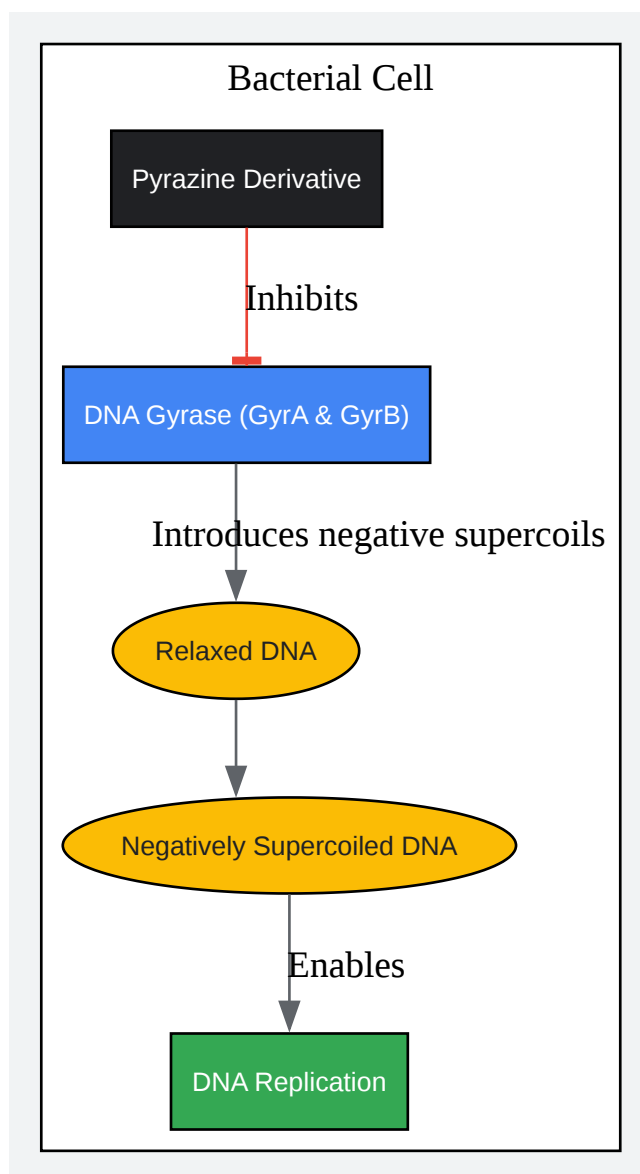 Bacterial Cell
Pyrazine Derivative
Inhibits
DNA Gyrase (GyrA & GyrB)
Introduces negative supercoils
Relaxed DNA
Negatively Supercoiled DNA
Enables
DNA Replication